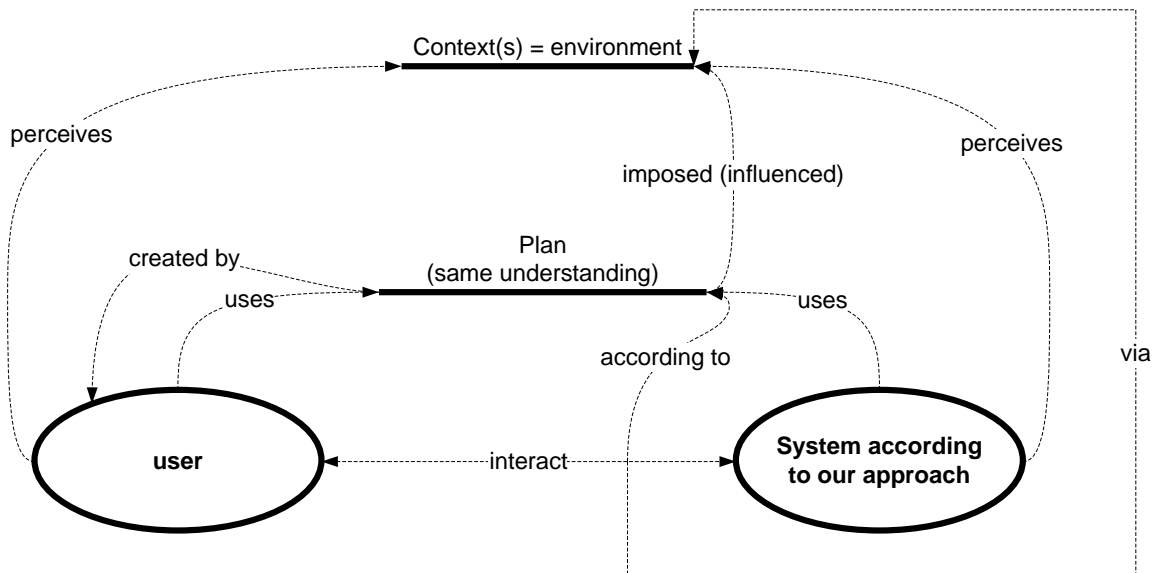 Context(s) = environment
perceives
perceives
imposed (influenced)
Plan
(same understanding)
created by
uses
uses
according to
via
user
interact
System according
to our approach